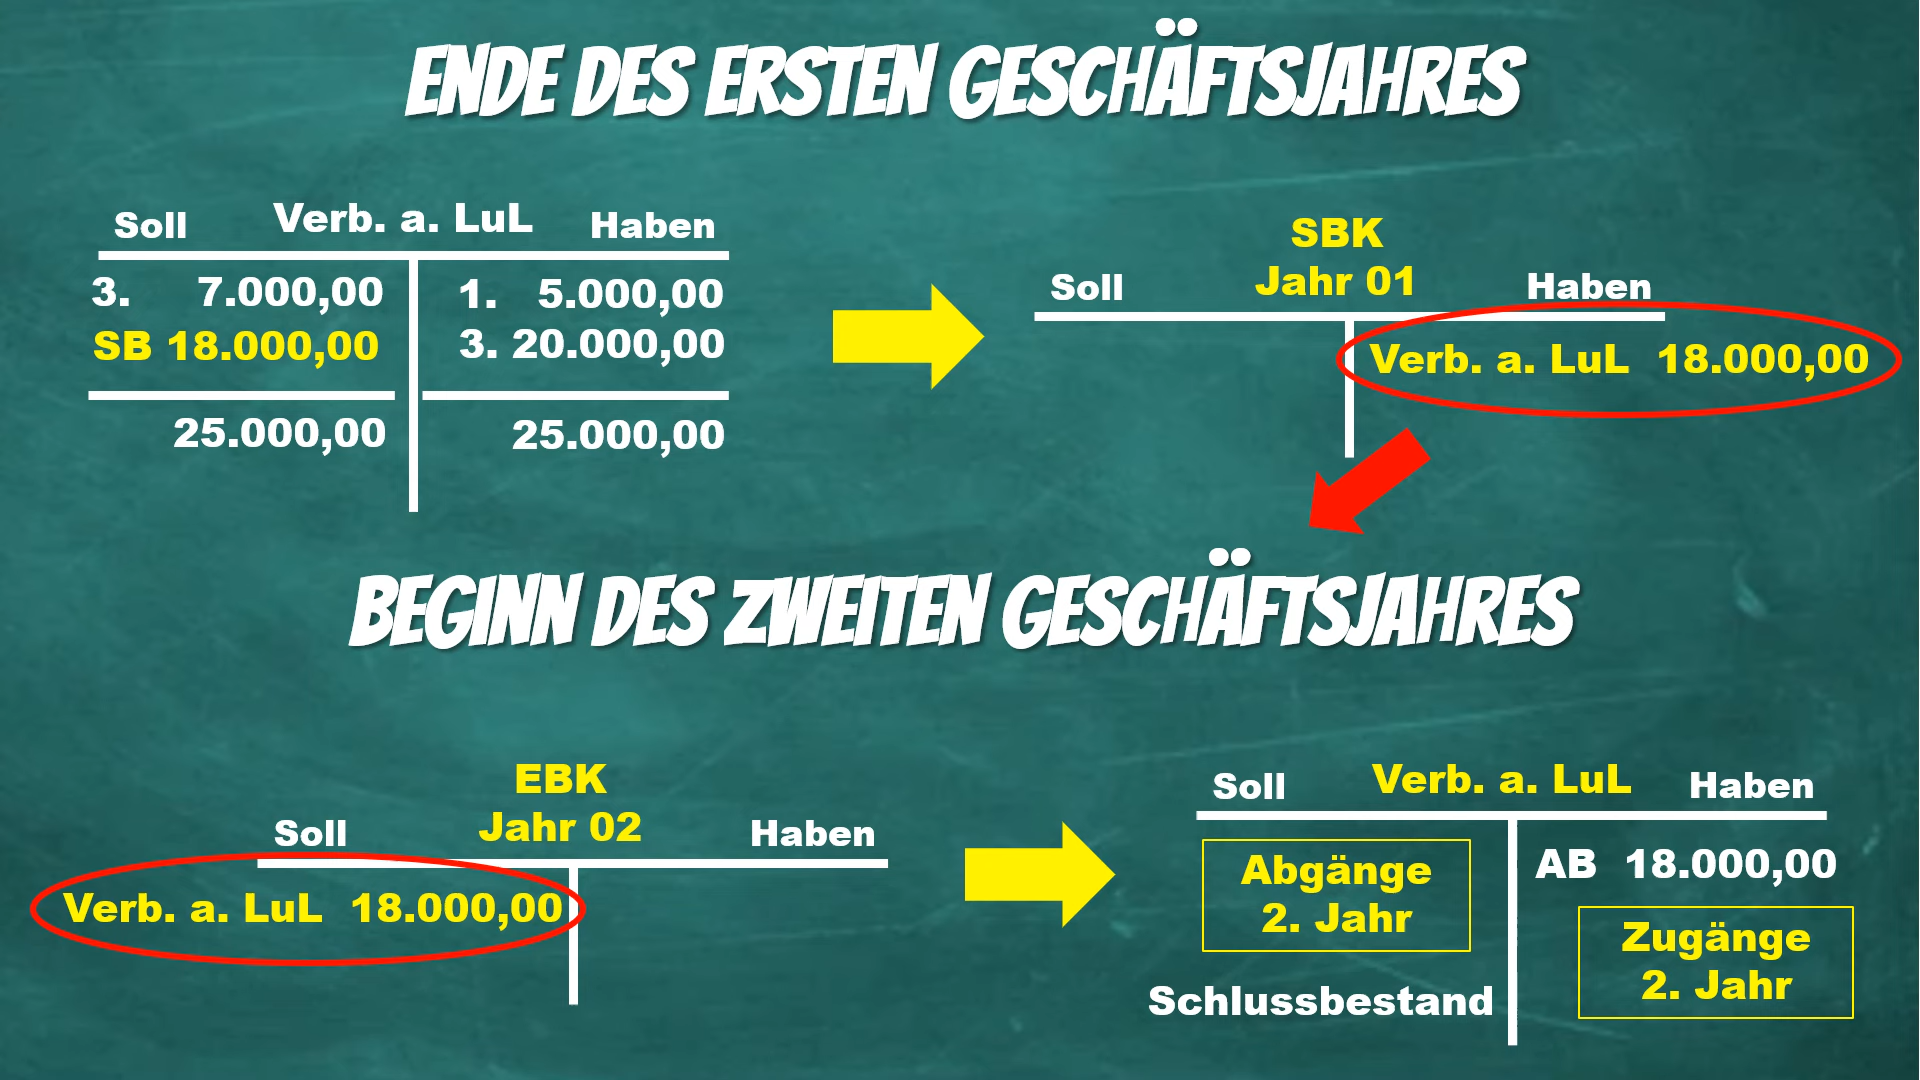 ENDE DES ERSTEN GESCHÄFTSJAHRES
Soll Verb. a. LuL Haben
3. 7.000,00 1. 5.000,00
SB 18.000,00 3. 20.000,00
25.000,00 25.000,00
SBK
Soll Jahr 01 Haben
Verb. a. LuL 18.000,00
BEGINN DES ZWEITEN GESCHÄFTSJAHRES
EBK
Soll Jahr 02 Haben
Verb. a. LuL 18.000,00
Soll Verb. a. LuL Haben
AB 18.000,00
Abgänge
2. Jahr
Zugänge
2. Jahr
Schlussbestand